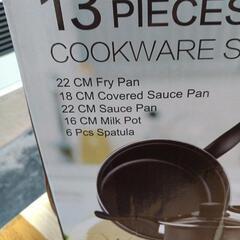 13 PIECES
COOKWARE S
22 CM Fry Pan
18 CM Covered Sauce Pan
22 CM Sauce Pan
16 CM Milk Pot
6 Pcs Spatula